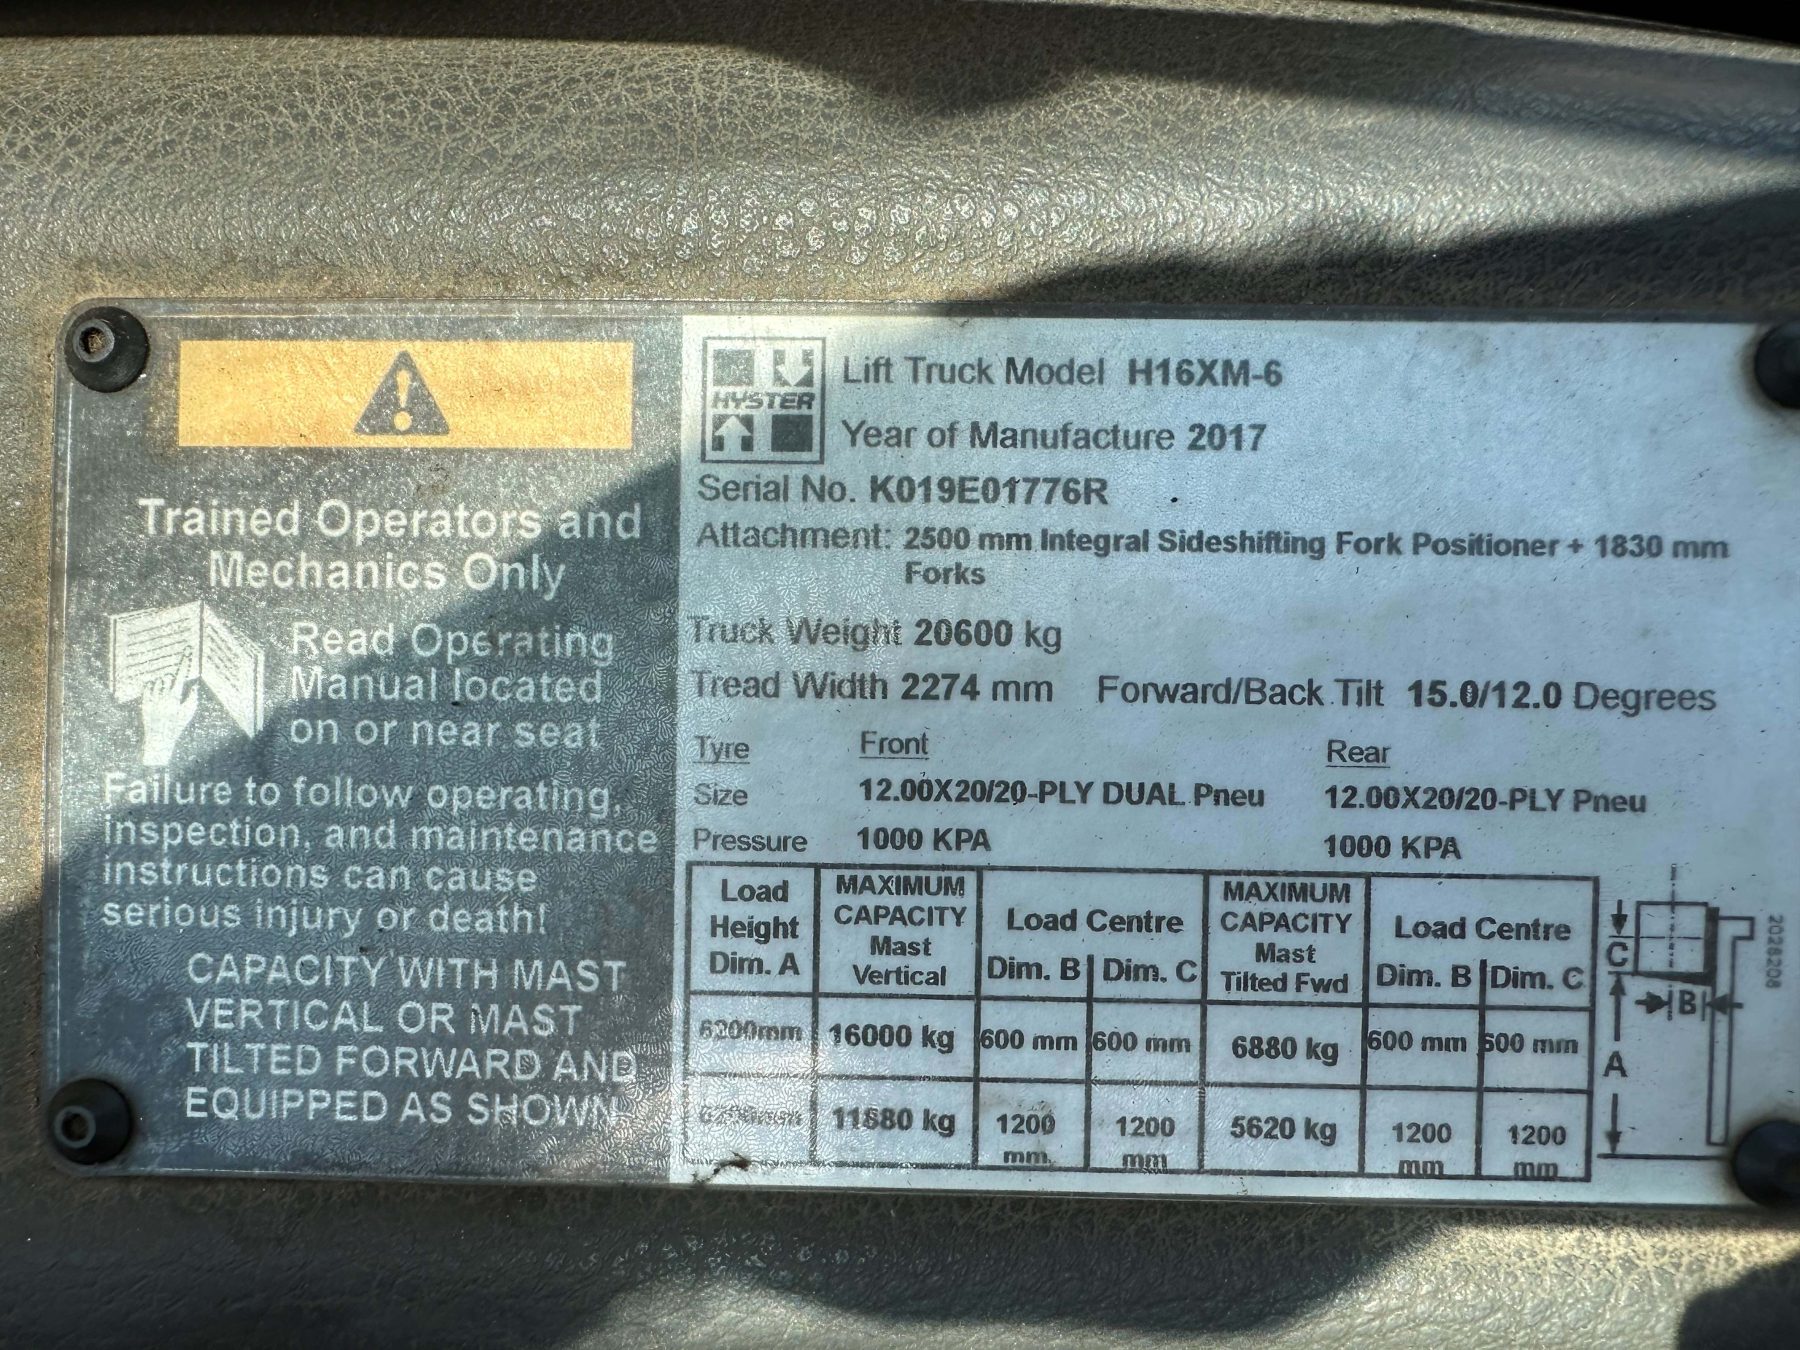 Trained Operators and
Mechanics Only
Read Operating
Manual located
on or near seat
Failure to follow operating,
inspection, and maintenance
instructions can cause
serious injury or death!
CAPACITY WITH MAST
VERTICAL OR MAST
TILTED FORWARD AND
EQUIPPED AS SHOWN.
HYSTER
Lift Truck Model H16XM-6
Year of Manufacture 2017
Serial No. K019E01776R
Attachment: 2500 mm Integral Sideshifting Fork Positioner + 1830 mm
Forks
Truck Weight 20600 kg
Tread Width 2274 mm Forward/Back Tilt 15.0/12.0 Degrees
Tyre Front Rear
Size 12.00X20/20-PLY DUAL Pneu 12.00X20/20-PLY Pneu
Pressure 1000 KPA 1000 KPA
Load Height Dim. A MAXIMUM CAPACITY Mast Vertical Load Centre Dim. B Dim. C MAXIMUM CAPACITY Mast Tilted Fwd Load Centre Dim. B Dim. C
6200mm 16000 kg 600 mm 600 mm 6880 kg 600 mm 600 mm
1200 mm 1200 mm 5620 kg 1200 mm 1200 mm
C
B
A
2028208